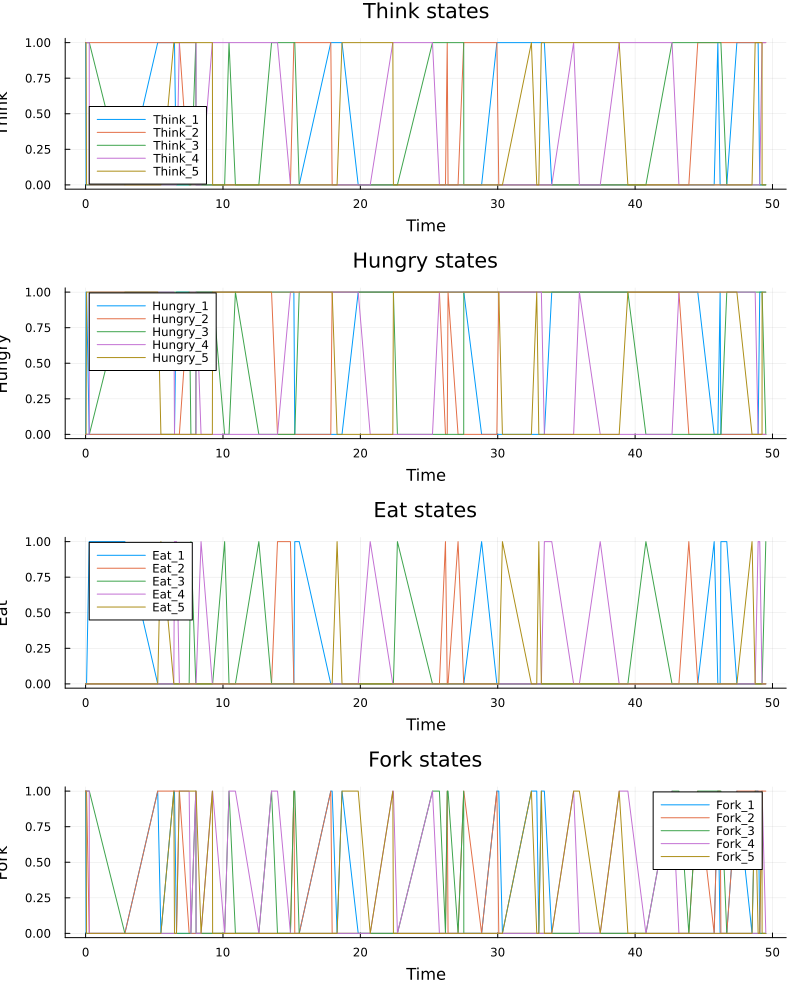 Think states
1.00
0.75
0.50
0.25
0.00
Think
Think_1
Think_2
Think_3
Think_4
Think_5
0 10 20 30 40 50
Time
Hungry states
1.00
0.75
0.50
0.25
0.00
Hungry
Hungry_1
Hungry_2
Hungry_3
Hungry_4
Hungry_5
0 10 20 30 40 50
Time
Eat states
1.00
0.75
0.50
0.25
0.00
Eat
Eat_1
Eat_2
Eat_3
Eat_4
Eat_5
0 10 20 30 40 50
Time
Fork states
1.00
0.75
0.50
0.25
0.00
Fork
Fork_1
Fork_2
Fork_3
Fork_4
Fork_5
0 10 20 30 40 50
Time